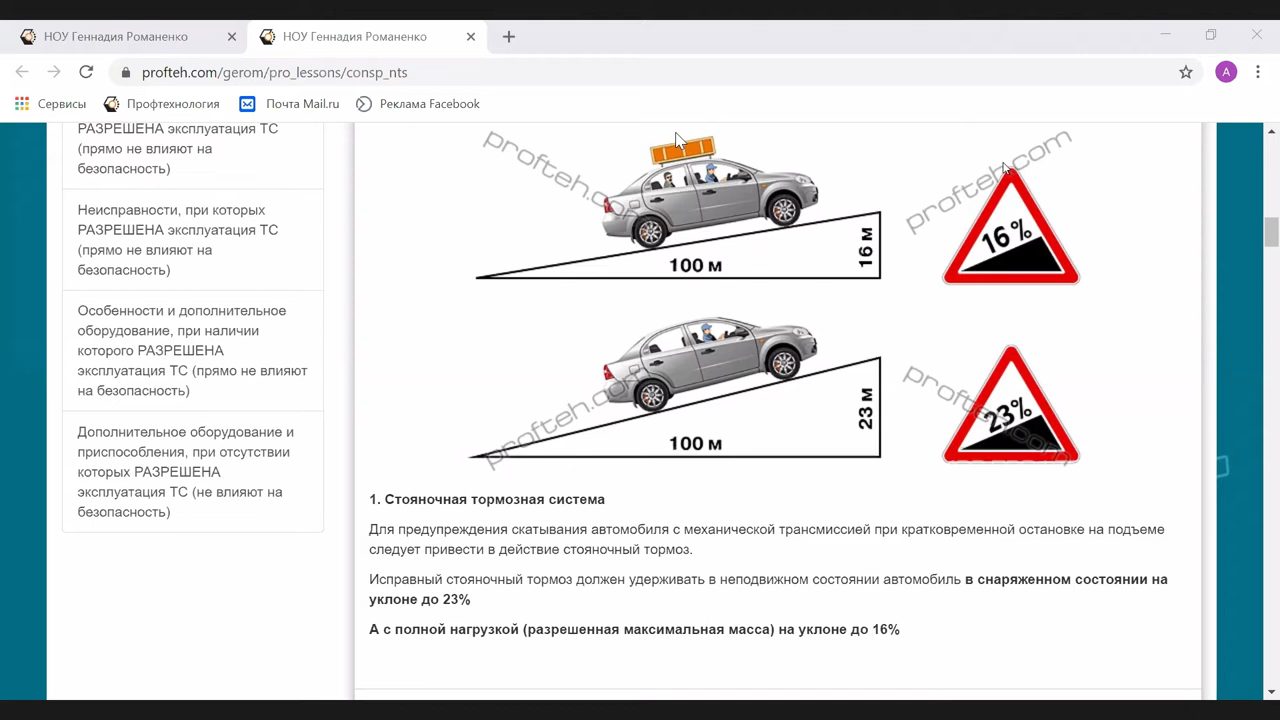 НОУ Геннадия Романенко
НОУ Геннадия Романенко
profteh.com/gerom/pro_lessons/consp_nts
A
Сервисы
Профтехнология
Почта Mail.ru
Реклама Facebook
РАЗРЕШЕНА эксплуатация ТС
(прямо не влияют на
безопасность)
Неисправности, при которых
РАЗРЕШЕНА эксплуатация ТС
(прямо не влияют на
безопасность)
Особенности и дополнительное
оборудование, при наличии
которого РАЗРЕШЕНА
эксплуатация ТС (прямо не влияют
на безопасность)
Дополнительное оборудование и
приспособления, при отсутствии
которых РАЗРЕШЕНА
эксплуатация ТС (не влияют на
безопасность)
profteh.com
profteh.com
16%
100 м
16 м
profteh.com
profteh.com
23%
100 м
23 м
1. Стояночная тормозная система
Для предупреждения скатывания автомобиля с механической трансмиссией при кратковременной остановке на подъеме
следует привести в действие стояночный тормоз.
Исправный стояночный тормоз должен удерживать в неподвижном состоянии автомобиль в снаряженном состоянии на
уклоне до 23%
А с полной нагрузкой (разрешенная максимальная масса) на уклоне до 16%